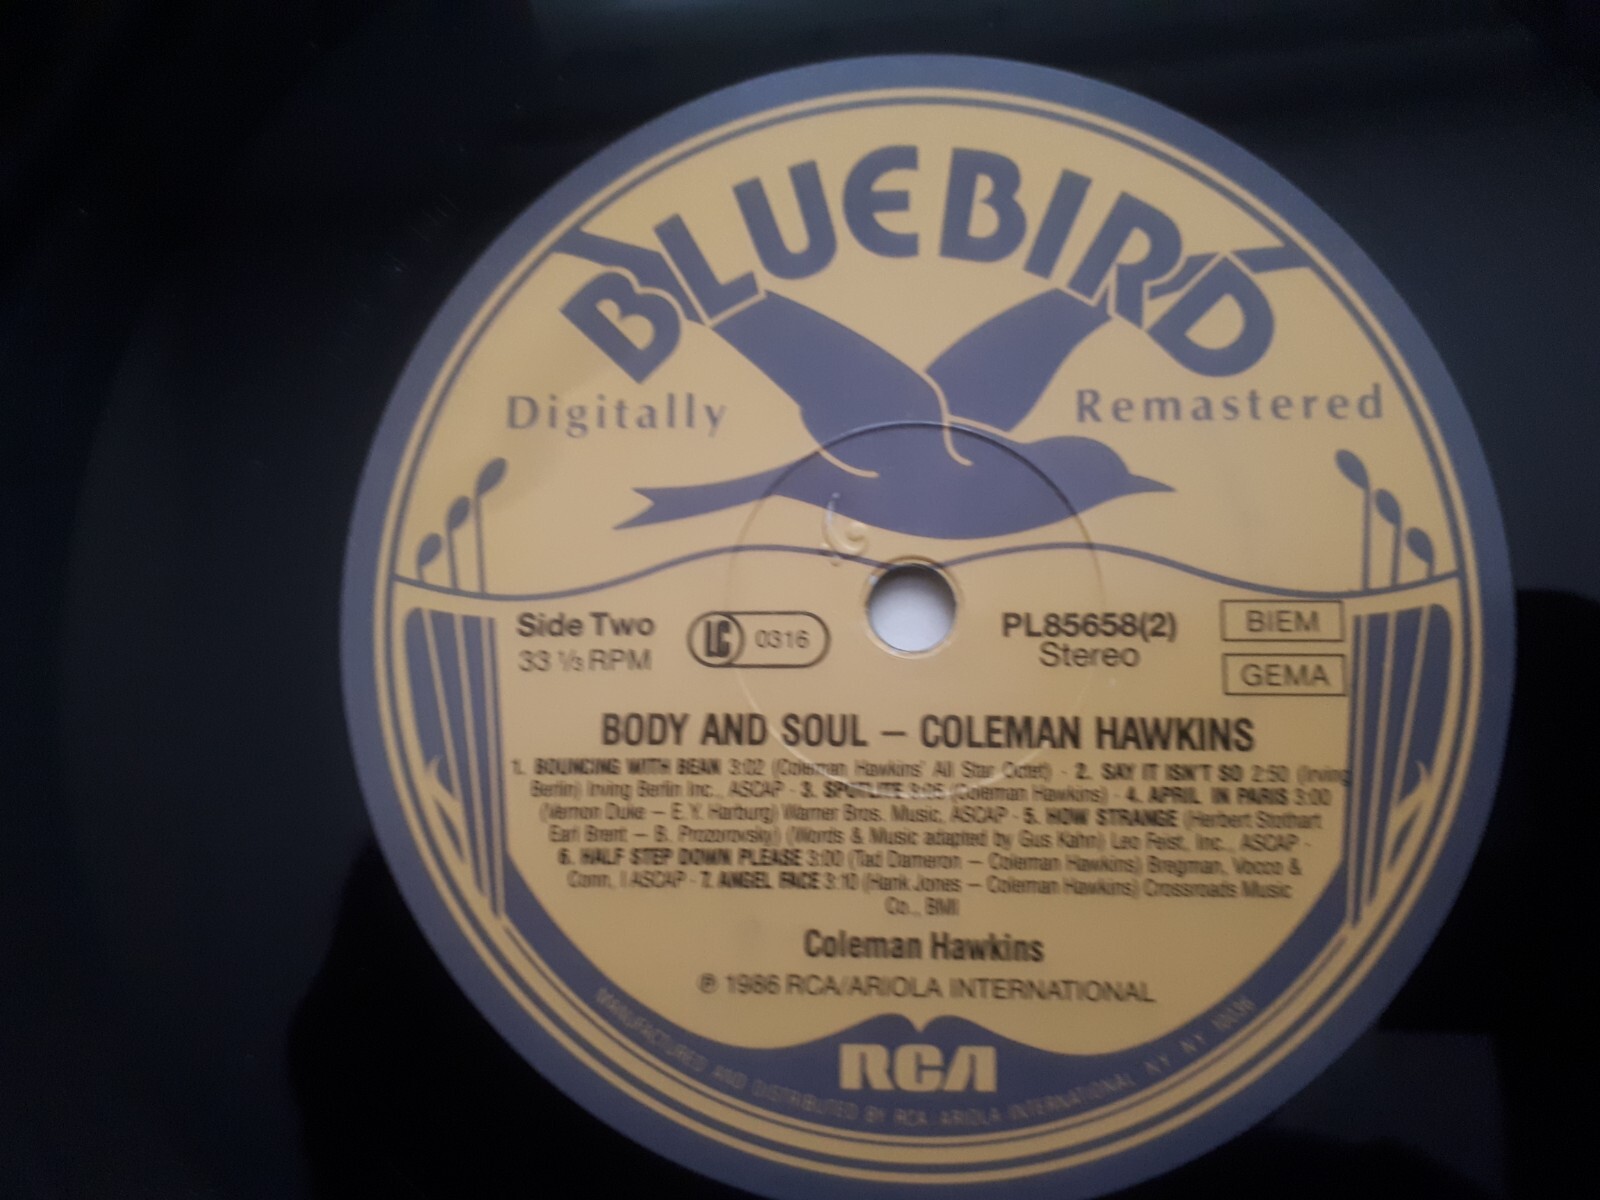 BLUEBIRD
Digitally Remastered
Side Two
33 ⅓ RPM
LC 0316
PL85658(2)
Stereo
BIEM
GEMA
BODY AND SOUL – COLEMAN HAWKINS
1. BOUNCING WITH BEAN 3:02 (Coleman Hawkins' All Star Octet) · 2. SAY IT ISN'T SO 2:50 (Irving
Berlin) Irving Berlin Inc., ASCAP · 3. SPOTLITE 3:05 (Coleman Hawkins) · 4. APRIL IN PARIS 3:00
(Vernon Duke – E. Y. Harburg) Warner Bros. Music, ASCAP · 5. HOW STRANGE (Herbert Stothart
Earl Brent – B. Prozorovsky) (Words & Music adapted by Gus Kahn) Leo Feist, Inc., ASCAP ·
6. HALF STEP DOWN PLEASE 3:00 (Tad Dameron – Coleman Hawkins) Bregman, Vocco &
Conn, I ASCAP · 7. ANGEL FACE 3:10 (Hank Jones – Coleman Hawkins) Crossroads Music
Co., BMI
Coleman Hawkins
℗ 1986 RCA/ARIOLA INTERNATIONAL
RCA
MANUFACTURED AND DISTRIBUTED BY RCA/ARIOLA INTERNATIONAL, NY, NY 10036